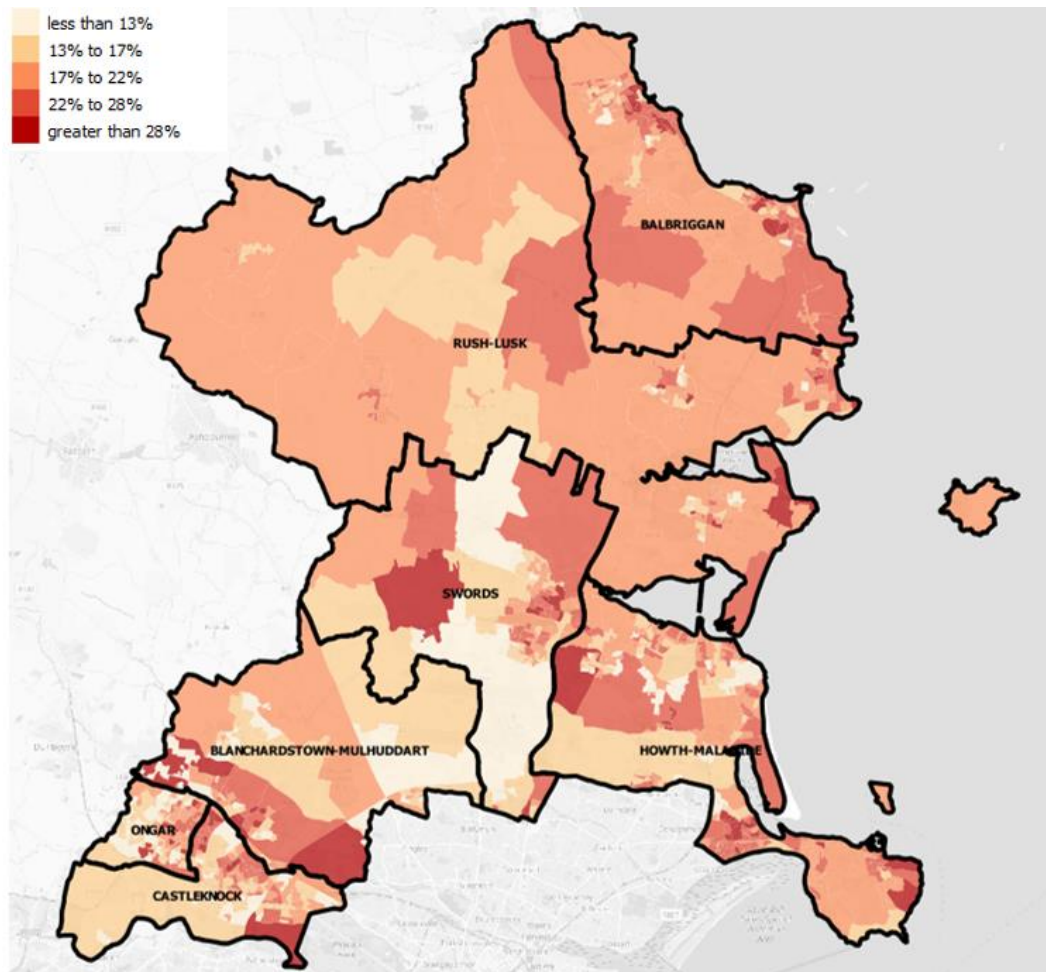 less than 13%
13% to 17%
17% to 22%
22% to 28%
greater than 28%
BALBRIGGAN
RUSH-LUSK
SWORDS
BLANCHARDSTOWN-MULHUDDART
HOWTH-MALAHIDE
ONGAR
CASTLEKNOCK